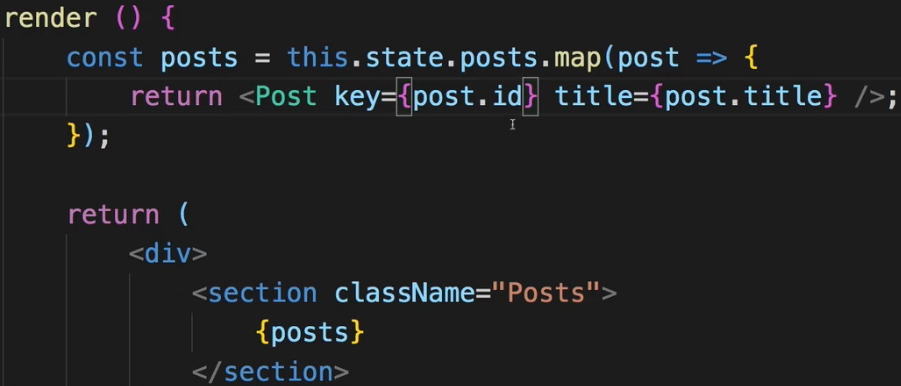 render () {
const posts = this.state.posts.map(post => {
return <Post key={post.id} title={post.title} />;
});
return (
<div>
<section className="Posts">
{posts}
</section>